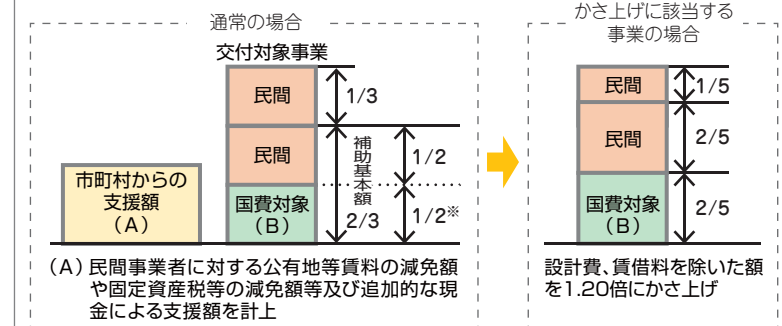 通常の場合
交付対象事業
民間
1/3
民間
補助基本額
2/3
1/2
国費対象
(B)
1/2※
市町村からの
支援額
(A)
(A)民間事業者に対する公有地等賃料の減免額
や固定資産税等の減免額等及び追加的な現
金による支援額を計上
かさ上げに該当する
事業の場合
民間
1/5
民間
2/5
国費対象
(B)
2/5
設計費、賃借料を除いた額
を1.20倍にかさ上げ